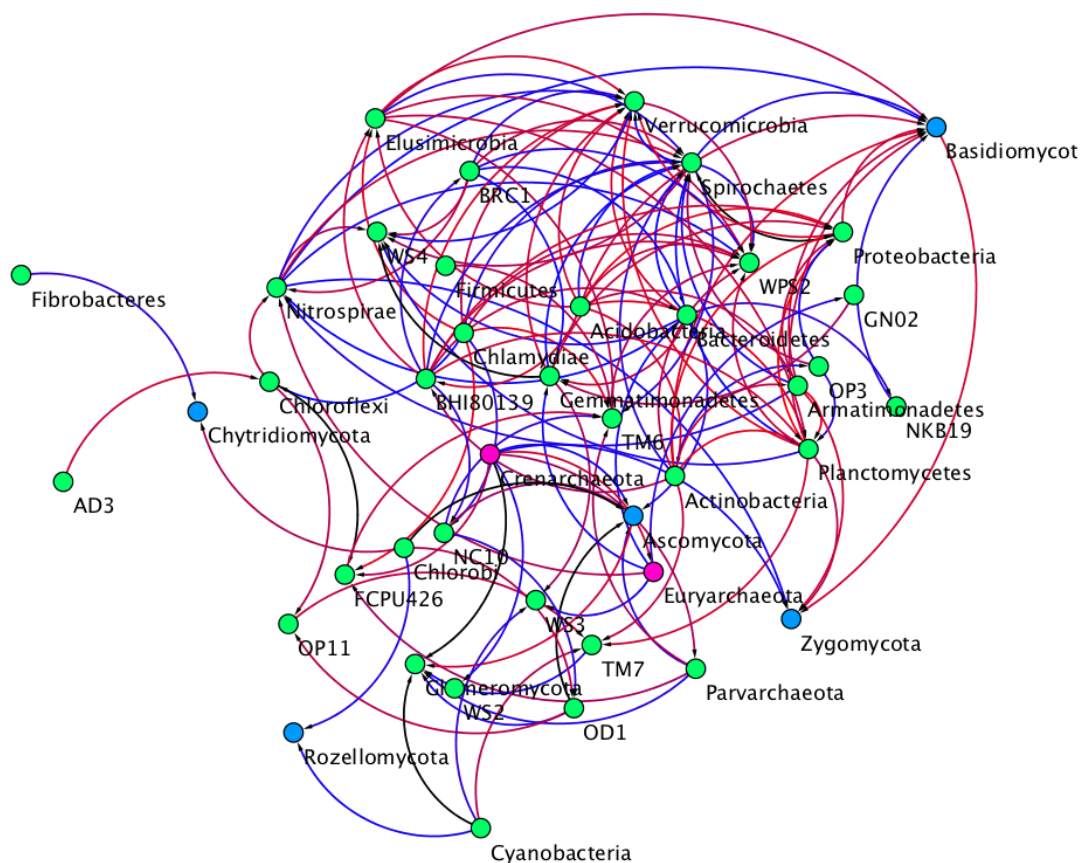 Elusimicrobia
Verrucomicrobia
Basidiomycot
BRC1
Spirochaetes
WS4
Proteobacteria
Fibrobacteres
Firmicutes
WPS2
Nitrospirae
GN02
Acidobacteria
Bacteroidetes
Chlamydiae
Gemmatimonadetes
OP3
Chloroflexi
BHI80139
Armatimonadetes
NKB19
Chytridiomycota
TM6
Planctomycetes
Crenarchaeota
AD3
Actinobacteria
Ascomycota
NC10
Chlorobi
Euryarchaeota
FCPU426
WS3
OP11
Zygomycota
TM7
Glomeromycota
Parvarchaeota
WS2
OD1
Rozellomycota
Cyanobacteria